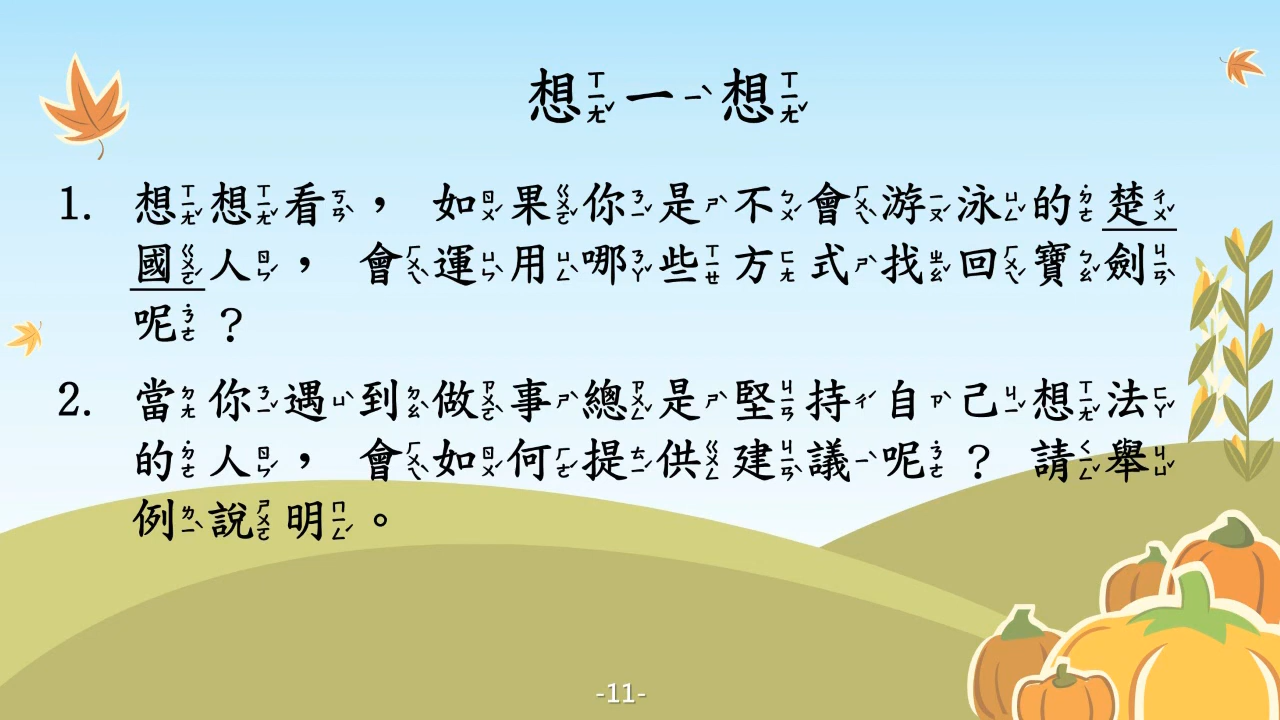 想一想
1. 想想看，如果你是不會游泳的楚
國人，會運用哪些方式找回寶劍
呢？
2. 當你遇到做事總是堅持自己想法
的人，會如何提供建議呢？請舉
例說明。
-11-